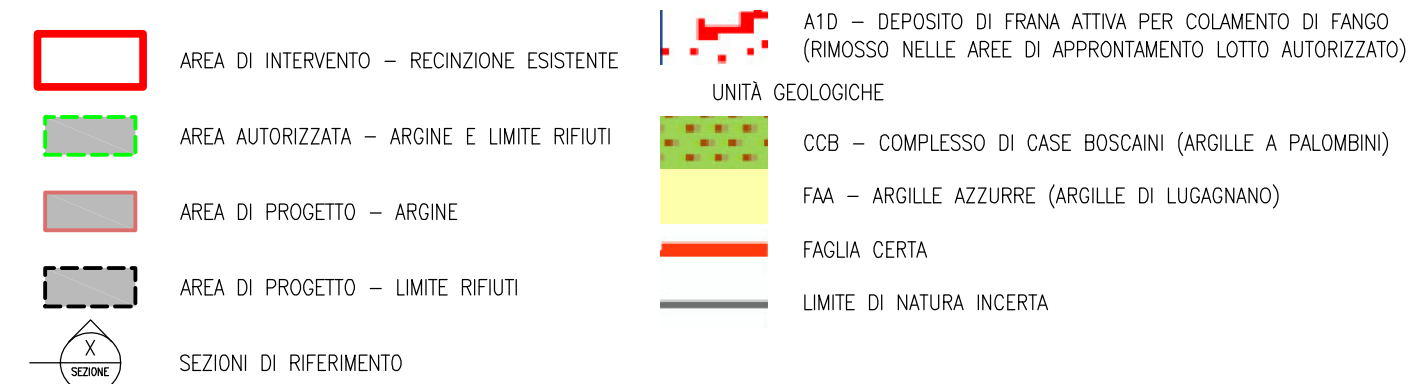 AREA DI INTERVENTO – RECINZIONE ESISTENTE
AREA AUTORIZZATA – ARGINE E LIMITE RIFIUTI
AREA DI PROGETTO – ARGINE
AREA DI PROGETTO – LIMITE RIFIUTI
X
SEZIONE
SEZIONI DI RIFERIMENTO
A1D – DEPOSITO DI FRANA ATTIVA PER COLAMENTO DI FANGO
(RIMOSSO NELLE AREE DI APPRONTAMENTO LOTTO AUTORIZZATO)
UNITÀ GEOLOGICHE
CCB – COMPLESSO DI CASE BOSCAINI (ARGILLE A PALOMBINI)
FAA – ARGILLE AZZURRE (ARGILLE DI LUGAGNANO)
FAGLIA CERTA
LIMITE DI NATURA INCERTA